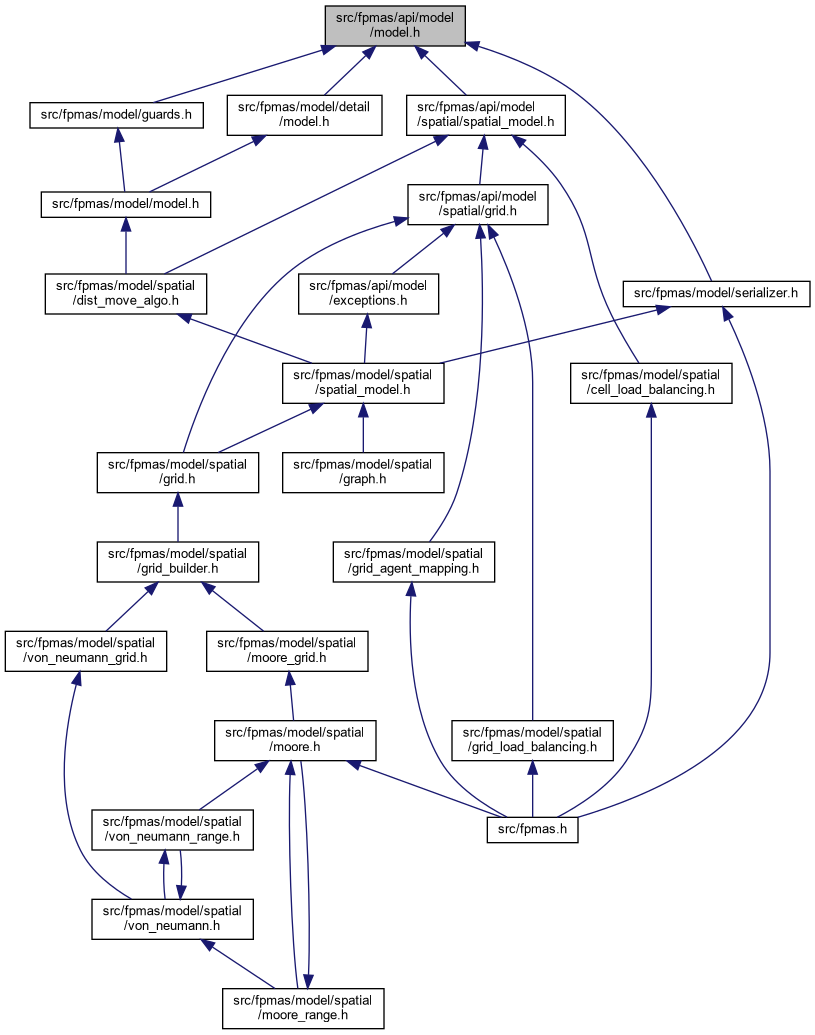 src/fpmas/api/model
/model.h
src/fpmas/model/guards.h
src/fpmas/model/detail
/model.h
src/fpmas/api/model
/spatial/spatial_model.h
src/fpmas/model/model.h
src/fpmas/api/model
/spatial/grid.h
src/fpmas/model/spatial
/dist_move_algo.h
src/fpmas/api/model
/exceptions.h
src/fpmas/model/serializer.h
src/fpmas/model/spatial
/spatial_model.h
src/fpmas/model/spatial
/cell_load_balancing.h
src/fpmas/model/spatial
/grid.h
src/fpmas/model/spatial
/graph.h
src/fpmas/model/spatial
/grid_builder.h
src/fpmas/model/spatial
/grid_agent_mapping.h
src/fpmas/model/spatial
/von_neumann_grid.h
src/fpmas/model/spatial
/moore_grid.h
src/fpmas/model/spatial
/moore.h
src/fpmas/model/spatial
/grid_load_balancing.h
src/fpmas/model/spatial
/von_neumann_range.h
src/fpmas.h
src/fpmas/model/spatial
/von_neumann.h
src/fpmas/model/spatial
/moore_range.h